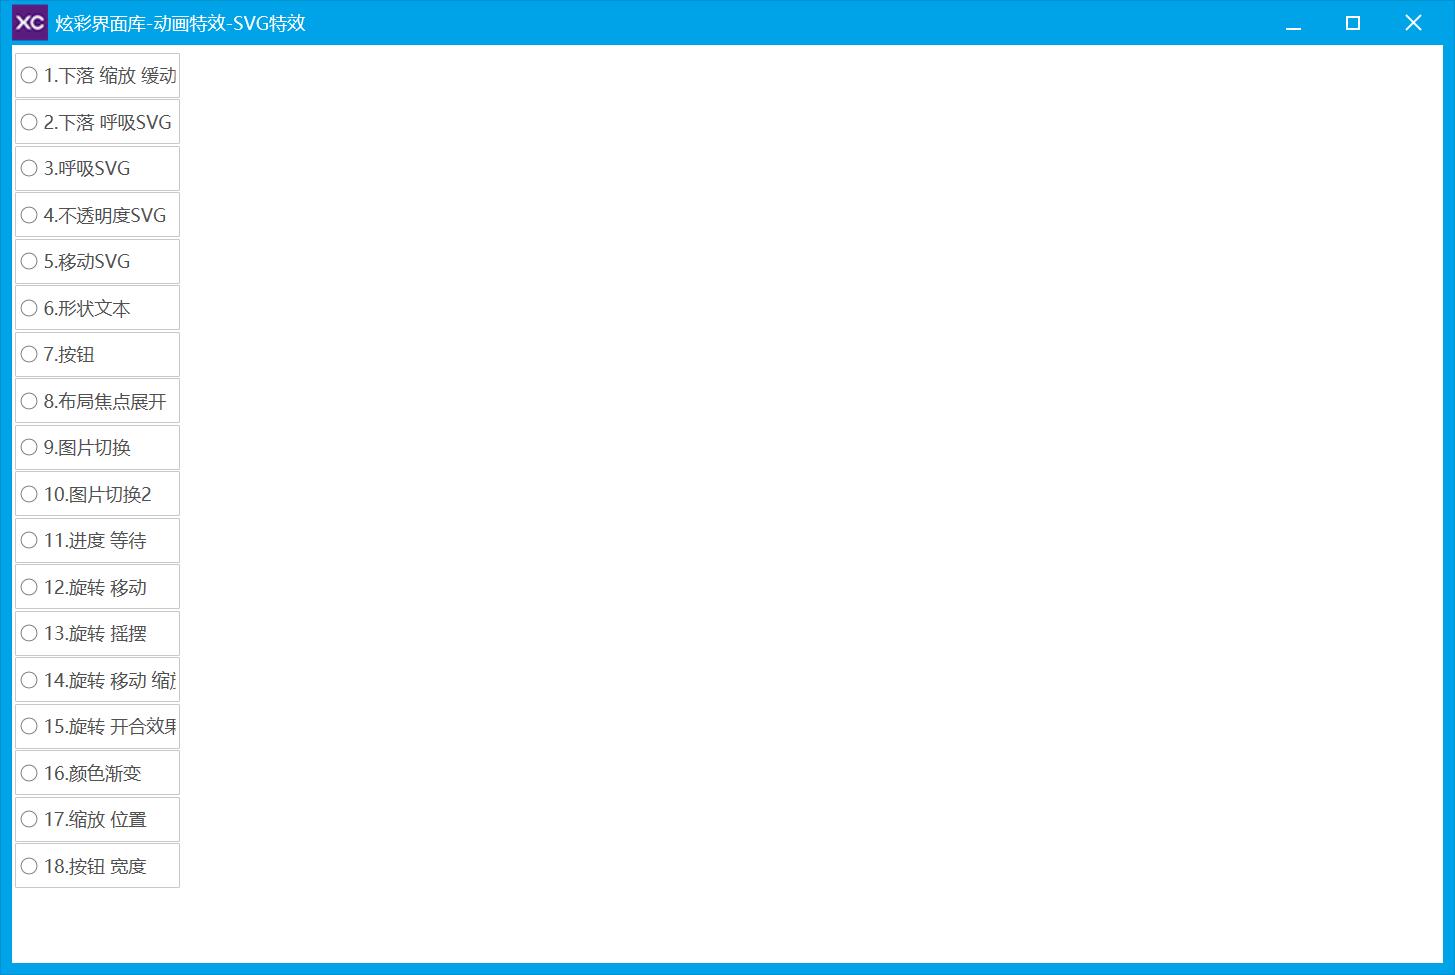 XC 炫彩界面库-动画特效-SVG特效
1.下落 缩放 缓动
2.下落 呼吸SVG
3.呼吸SVG
4.不透明度SVG
5.移动SVG
6.形状文本
7.按钮
8.布局焦点展开
9.图片切换
10.图片切换2
11.进度 等待
12.旋转 移动
13.旋转 摇摆
14.旋转 移动 缩放
15.旋转 开合效果
16.颜色渐变
17.缩放 位置
18.按钮 宽度